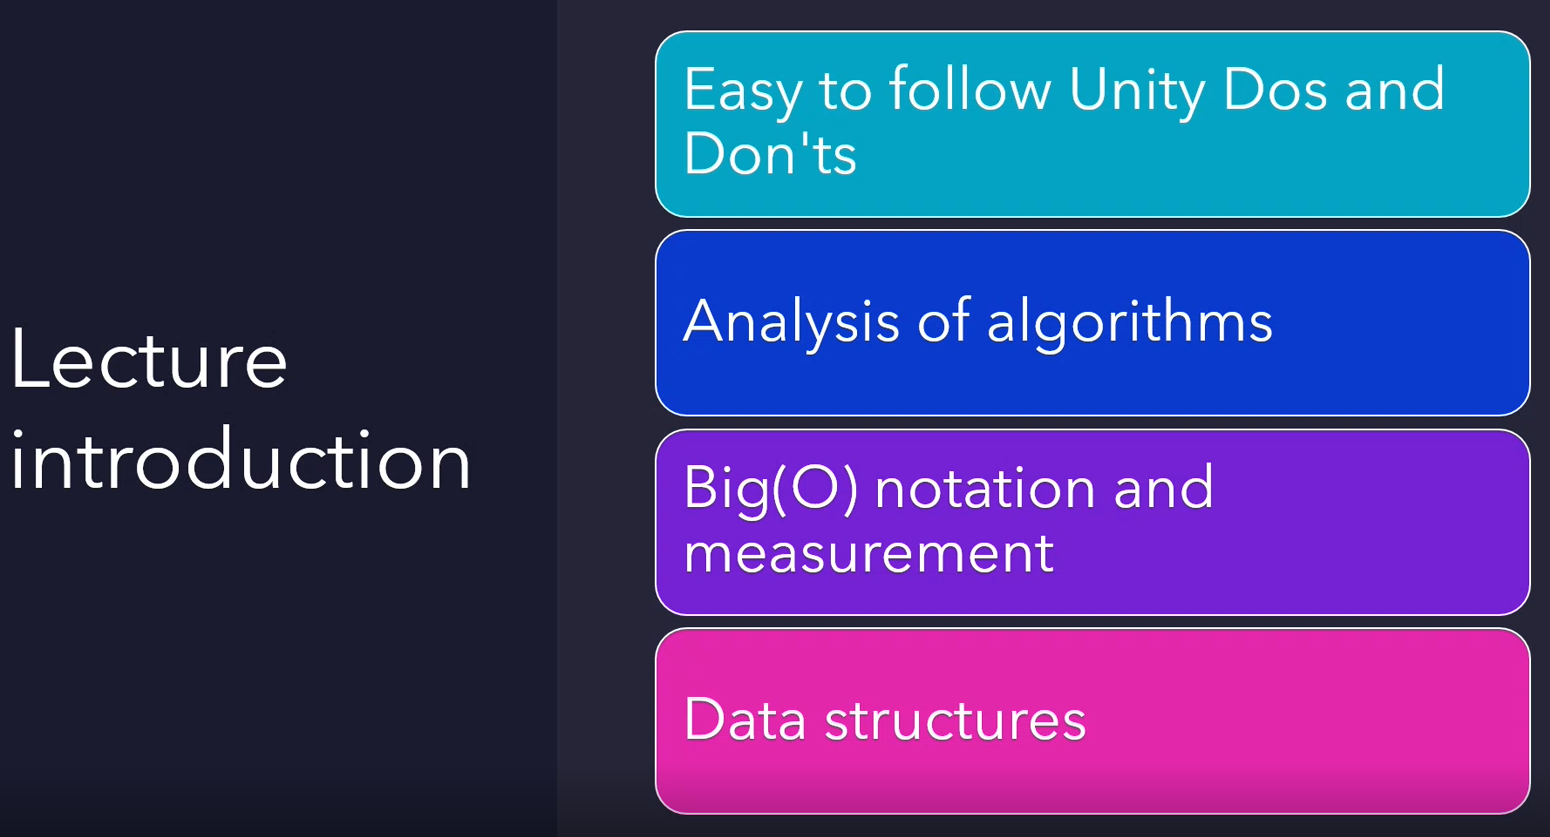 Lecture
introduction
Easy to follow Unity Dos and
Don'ts
Analysis of algorithms
Big(O) notation and
measurement
Data structures